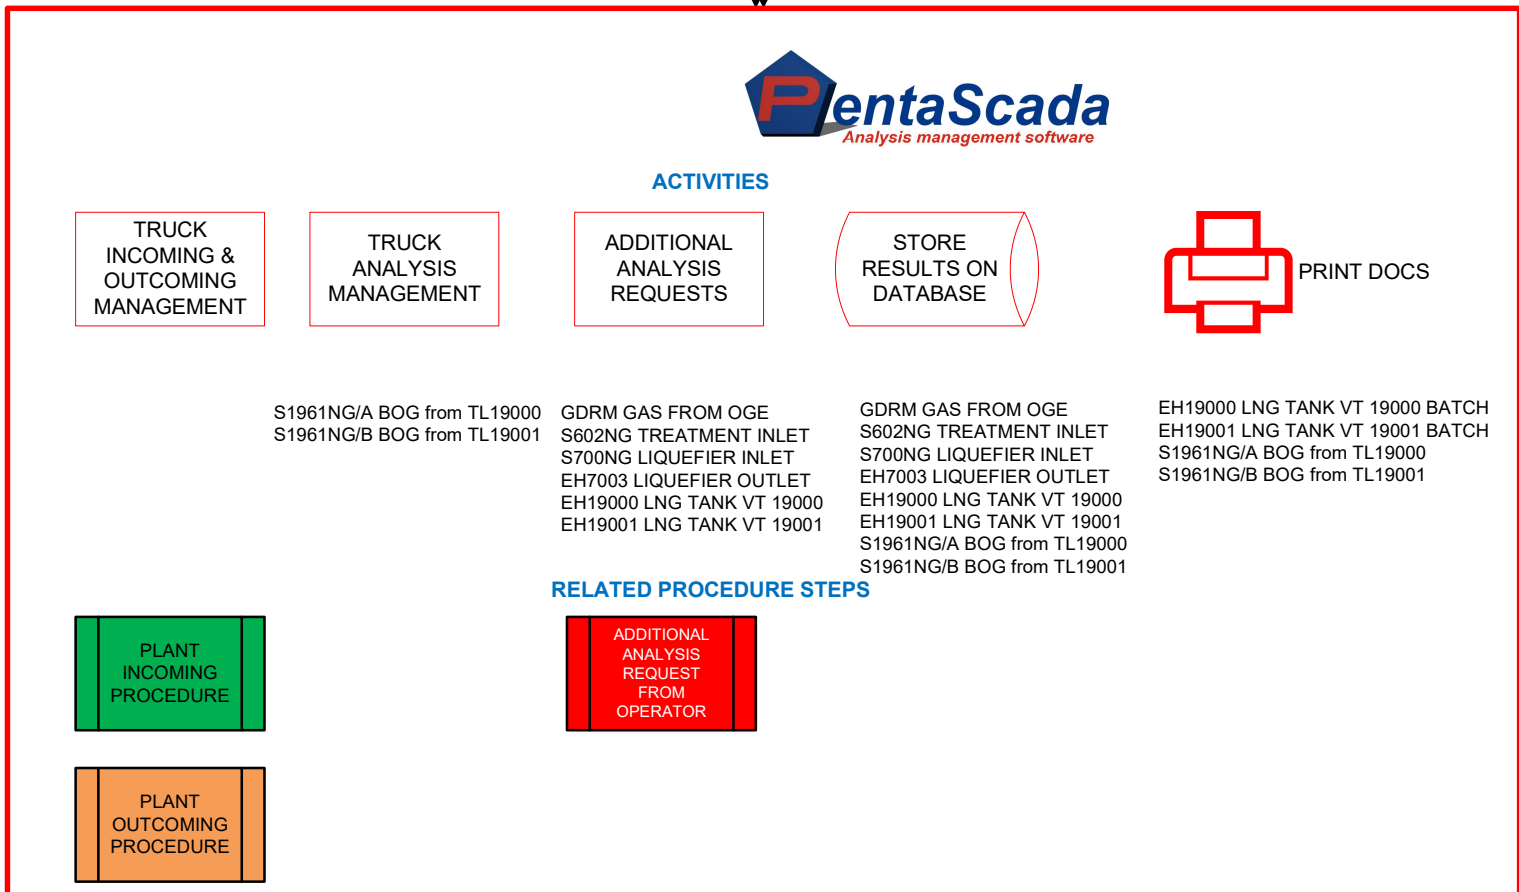 PentaScada
Analysis management software
ACTIVITIES
TRUCK
INCOMING &
OUTCOMING
MANAGEMENT
TRUCK
ANALYSIS
MANAGEMENT
ADDITIONAL
ANALYSIS
REQUESTS
STORE
RESULTS ON
DATABASE
PRINT DOCS
S1961NG/A BOG from TL19000
S1961NG/B BOG from TL19001
GDRM GAS FROM OGE
S602NG TREATMENT INLET
S700NG LIQUEFIER INLET
EH7003 LIQUEFIER OUTLET
EH19000 LNG TANK VT 19000
EH19001 LNG TANK VT 19001
GDRM GAS FROM OGE
S602NG TREATMENT INLET
S700NG LIQUEFIER INLET
EH7003 LIQUEFIER OUTLET
EH19000 LNG TANK VT 19000
EH19001 LNG TANK VT 19001
S1961NG/A BOG from TL19000
S1961NG/B BOG from TL19001
EH19000 LNG TANK VT 19000 BATCH
EH19001 LNG TANK VT 19001 BATCH
S1961NG/A BOG from TL19000
S1961NG/B BOG from TL19001
RELATED PROCEDURE STEPS
PLANT
INCOMING
PROCEDURE
ADDITIONAL
ANALYSIS
REQUEST
FROM
OPERATOR
PLANT
OUTCOMING
PROCEDURE